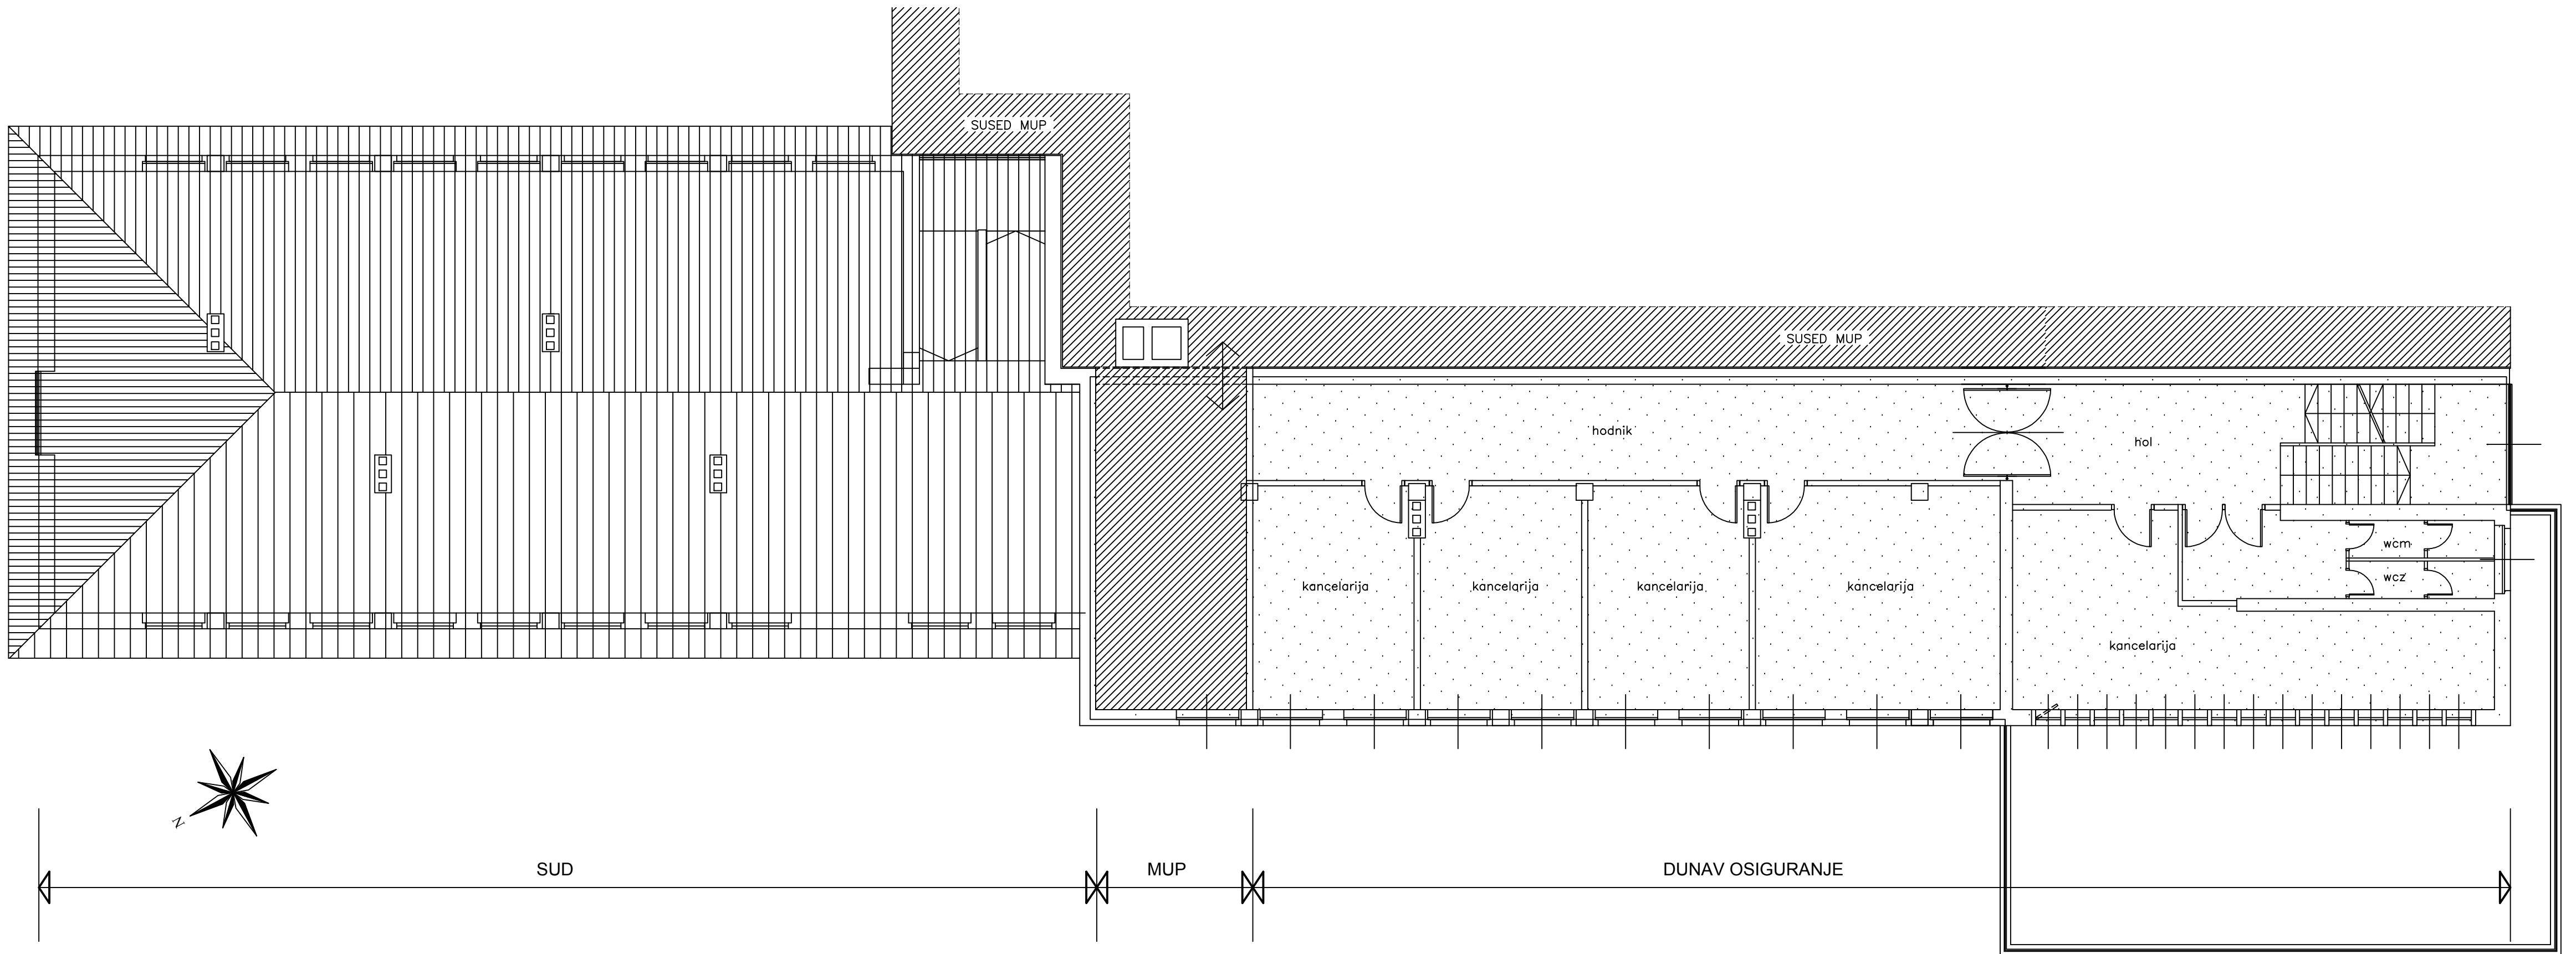 SUSED MUP
SUSED MUP
hodnik
hol
wcm
wcz
kancelarija
kancelarija
kancelarija
kancelarija
kancelarija
N
SUD
MUP
DUNAV OSIGURANJE